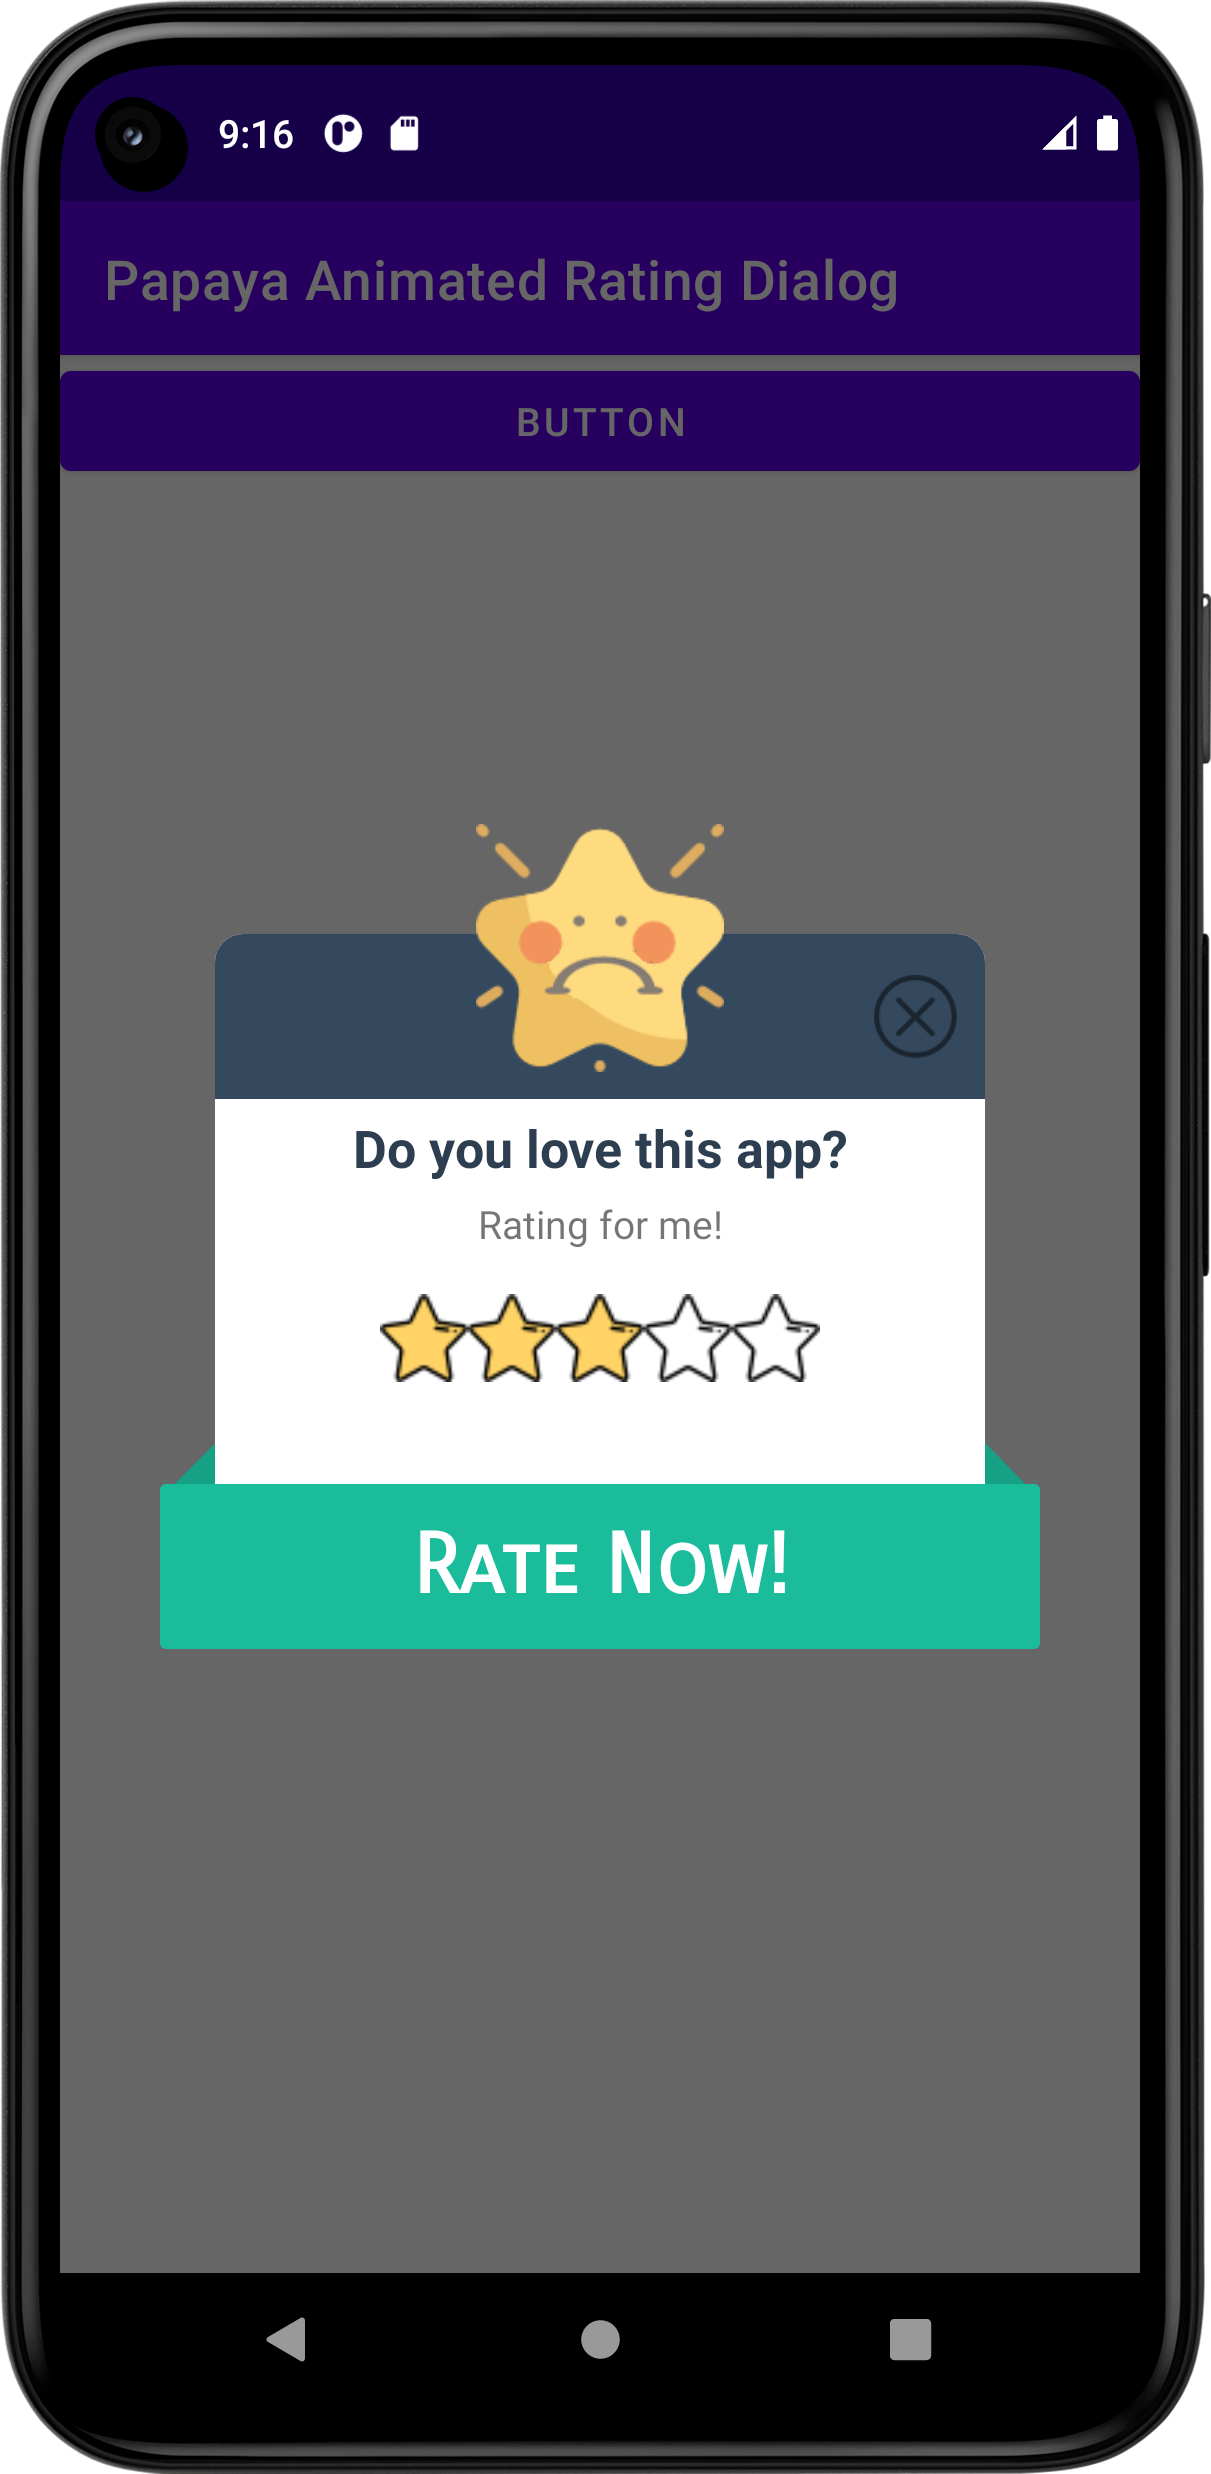 9:16
Papaya Animated Rating Dialog
BUTTON
Do you love this app?
Rating for me!
Rate Now!